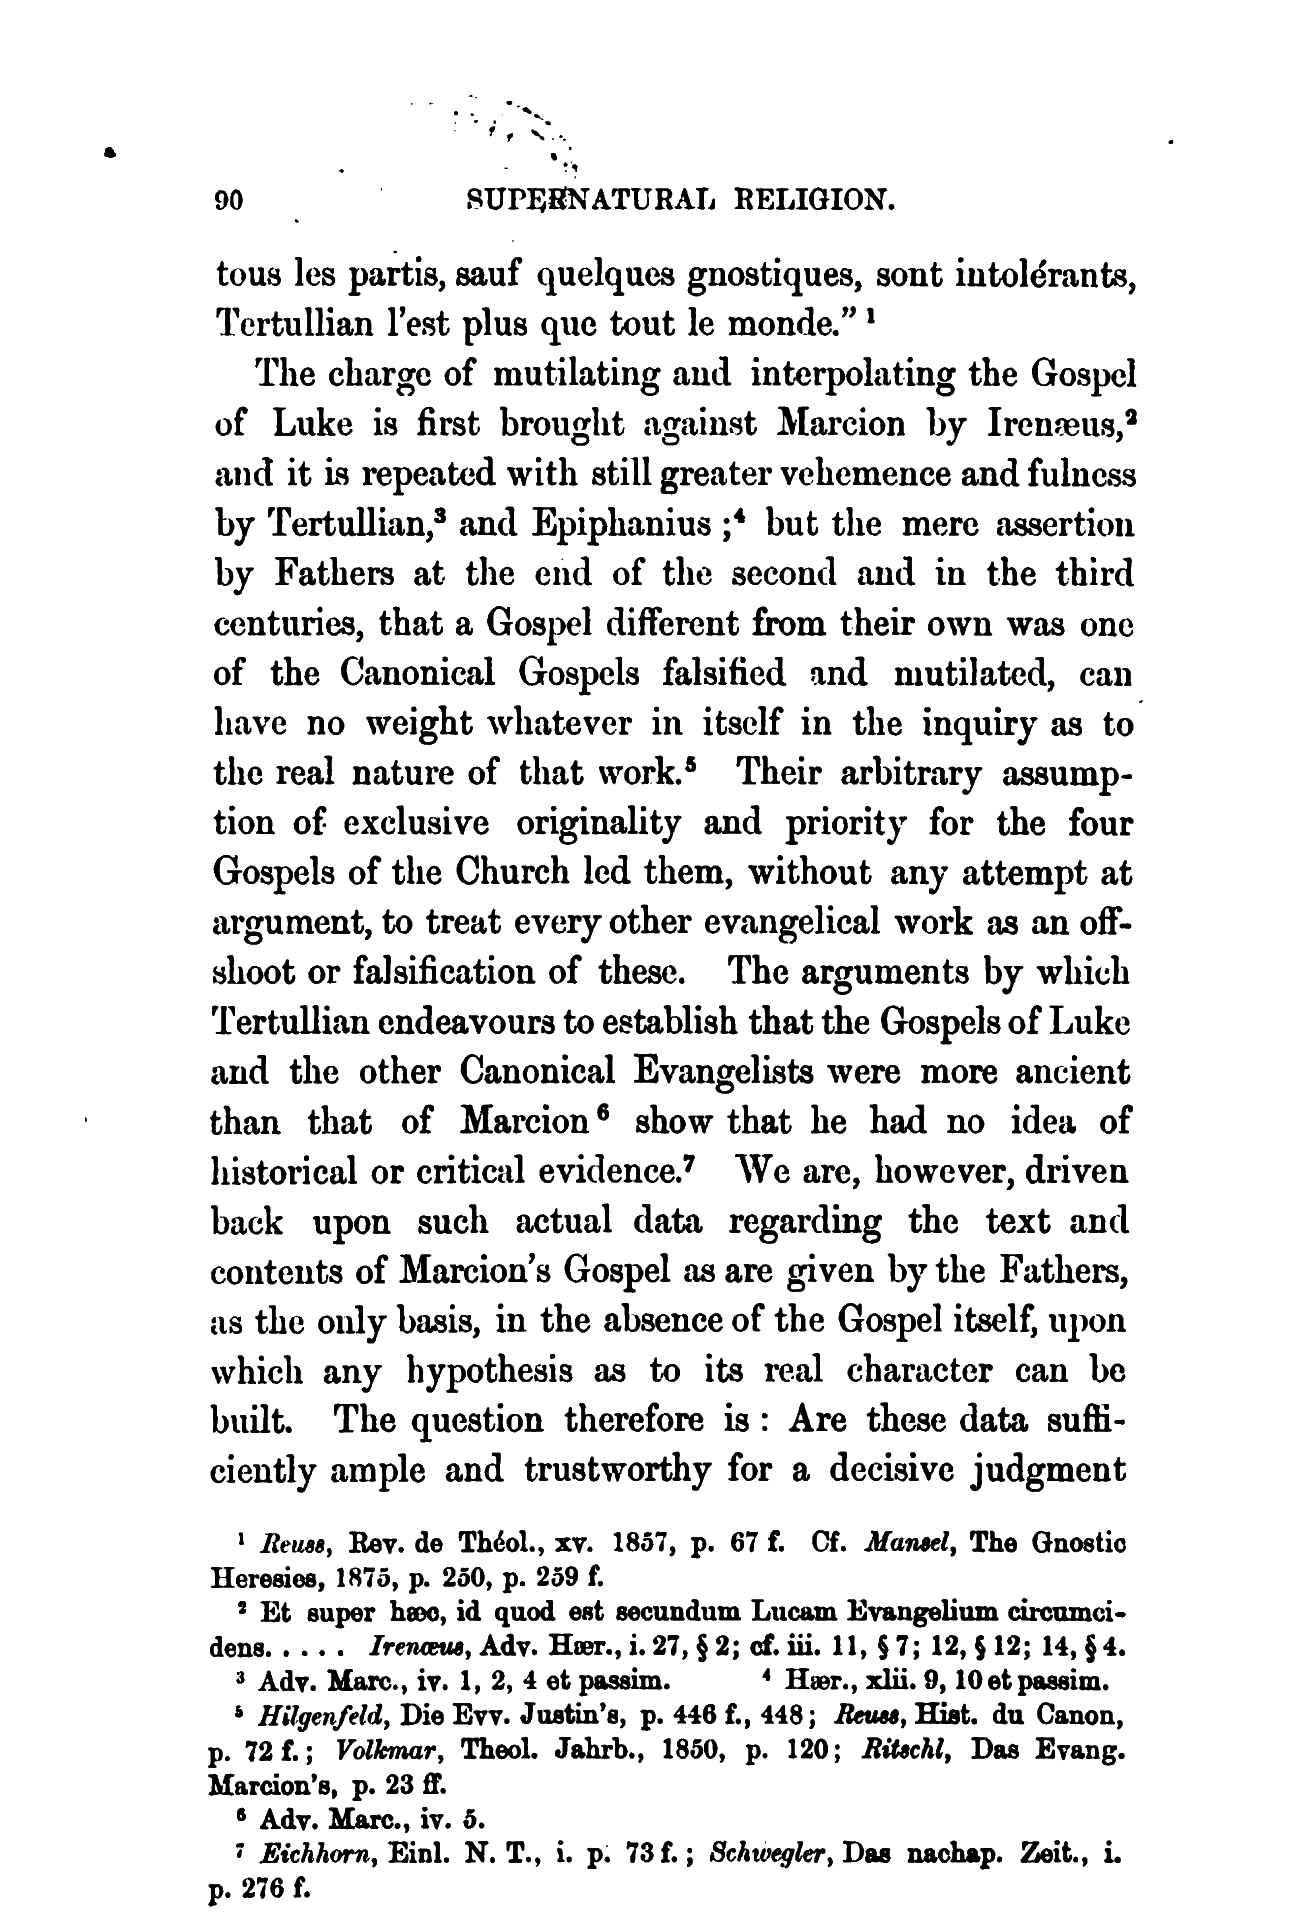 90 SUPERNATURAL RELIGION.
tous les partis, sauf quelques gnostiques, sont intolérants,
Tertullian l'est plus que tout le monde.” ¹
The charge of mutilating and interpolating the Gospel
of Luke is first brought against Marcion by Irenæus,²
and it is repeated with still greater vehemence and fulness
by Tertullian,³ and Epiphanius ;⁴ but the mere assertion
by Fathers at the end of the second and in the third
centuries, that a Gospel different from their own was one
of the Canonical Gospels falsified and mutilated, can
have no weight whatever in itself in the inquiry as to
the real nature of that work.⁵ Their arbitrary assump-
tion of exclusive originality and priority for the four
Gospels of the Church led them, without any attempt at
argument, to treat every other evangelical work as an off-
shoot or falsification of these. The arguments by which
Tertullian endeavours to establish that the Gospels of Luke
and the other Canonical Evangelists were more ancient
than that of Marcion ⁶ show that he had no idea of
historical or critical evidence.⁷ We are, however, driven
back upon such actual data regarding the text and
contents of Marcion's Gospel as are given by the Fathers,
as the only basis, in the absence of the Gospel itself, upon
which any hypothesis as to its real character can be
built. The question therefore is : Are these data suffi-
ciently ample and trustworthy for a decisive judgment
¹ Reuss, Rev. de Théol., xv. 1857, p. 67 f. Cf. Mansel, The Gnostic
Heresies, 1875, p. 250, p. 259 f.
² Et super hæc, id quod est secundum Lucam Evangelium circumci-
dens. . . . . Irenæus, Adv. Hær., i. 27, § 2; cf. iii. 11, § 7; 12, § 12; 14, § 4.
³ Adv. Marc., iv. 1, 2, 4 et passim. ⁴ Hær., xlii. 9, 10 et passim.
⁵ Hilgenfeld, Die Evv. Justin's, p. 446 f., 448; Reuss, Hist. du Canon,
p. 72 f.; Volkmar, Theol. Jahrb., 1850, p. 120; Ritschl, Das Evang.
Marcion's, p. 23 ff.
⁶ Adv. Marc., iv. 5.
⁷ Eichhorn, Einl. N. T., i. p. 73 f.; Schwegler, Das nachap. Zeit., i.
p. 276 f.